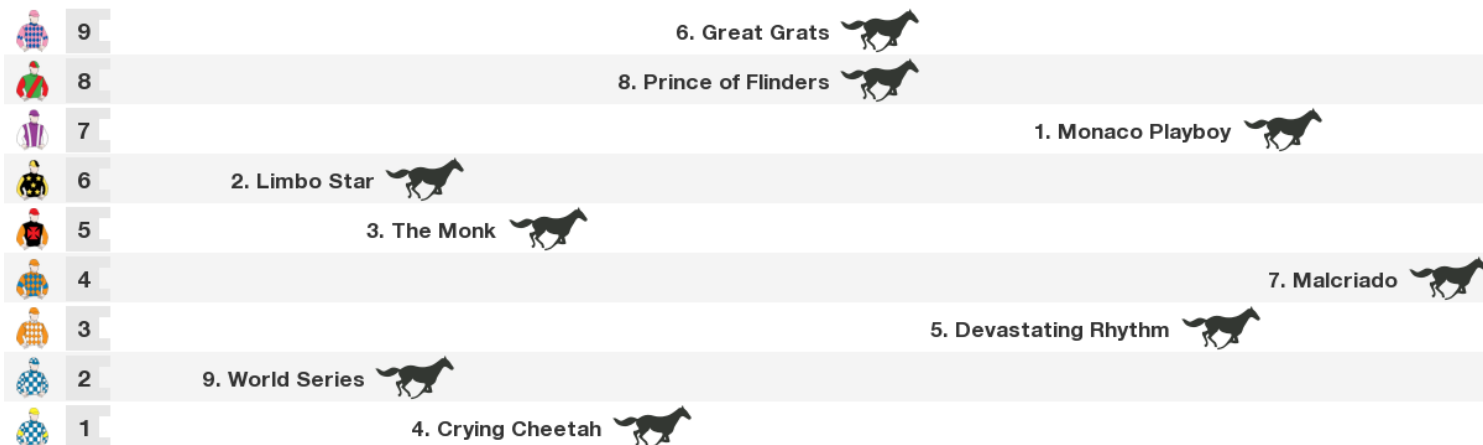 9 6. Great Grats
8 8. Prince of Flinders
7 1. Monaco Playboy
6 2. Limbo Star
5 3. The Monk
4 7. Malcriado
3 5. Devastating Rhythm
2 9. World Series
1 4. Crying Cheetah